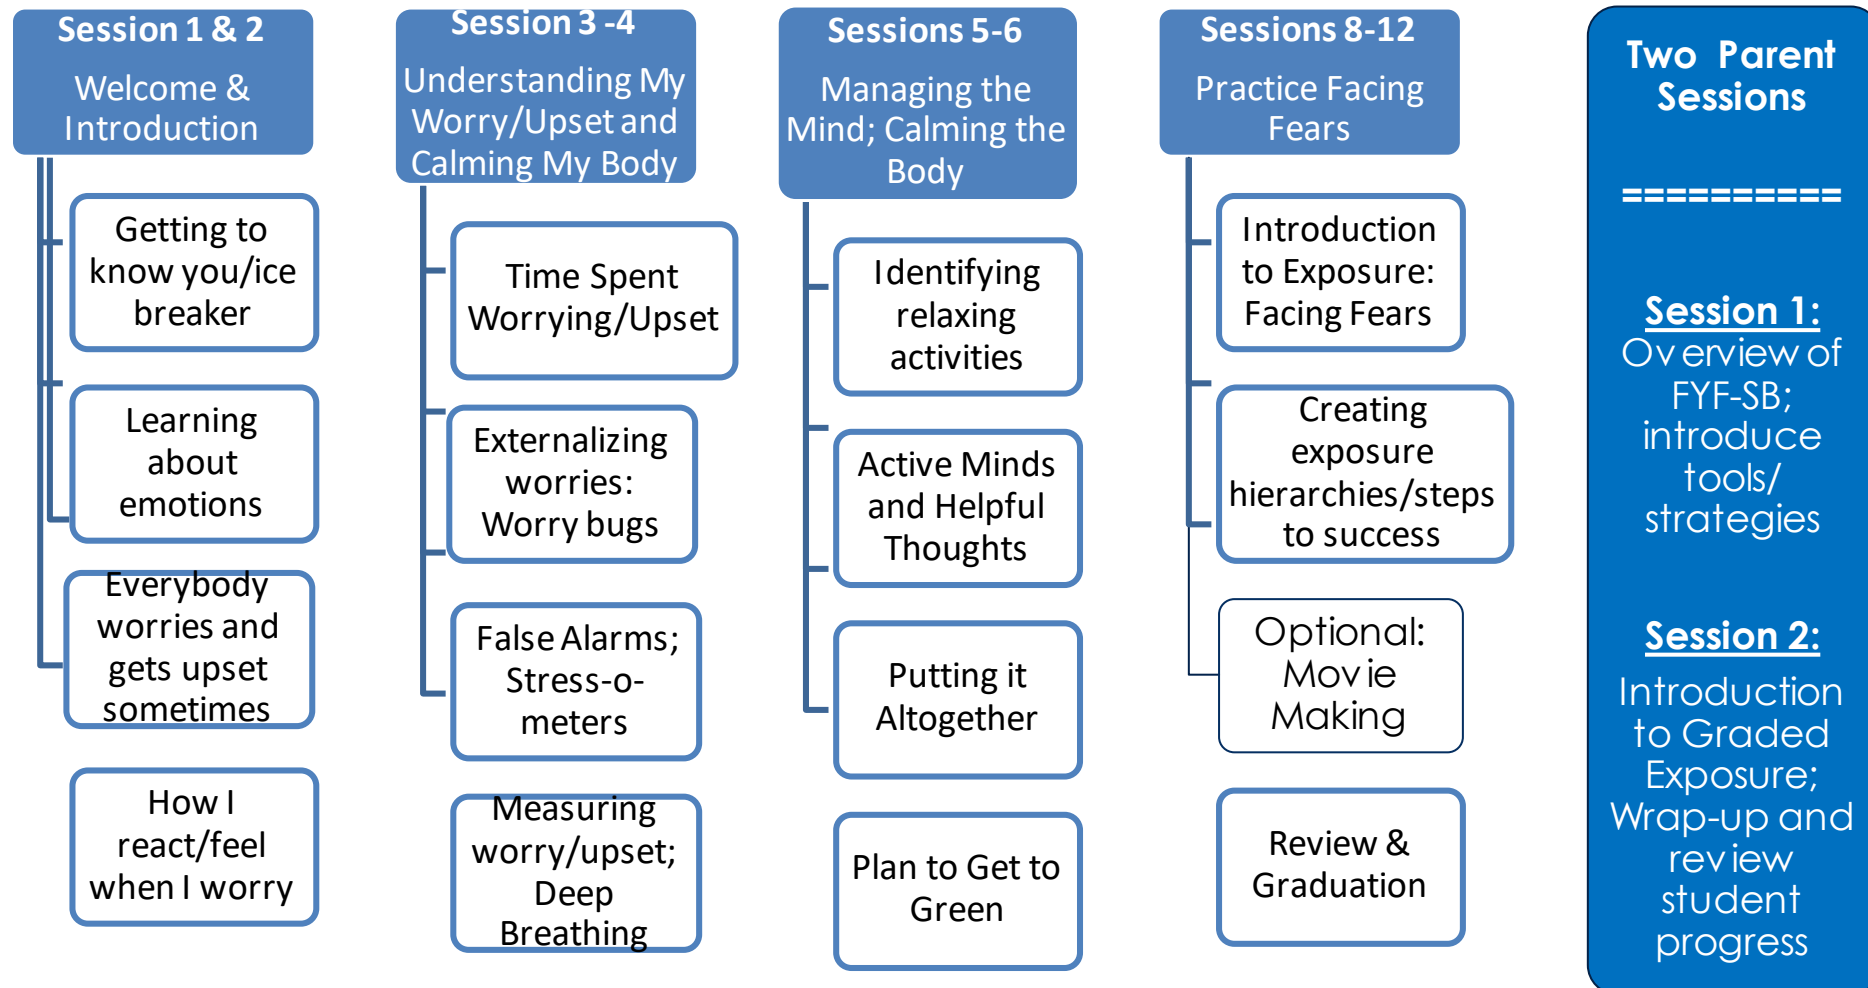 Session 1 & 2
Welcome &
Introduction
Getting to
know you/ice
breaker
Learning
about
emotions
Everybody
worries and
gets upset
sometimes
How I
react/feel
when I worry
Session 3 -4
Understanding My
Worry/Upset and
Calming My Body
Time Spent
Worrying/Upset
Externalizing
worries:
Worry bugs
False Alarms;
Stress-o-
meters
Measuring
worry/upset;
Deep
Breathing
Sessions 5-6
Managing the
Mind; Calming the
Body
Identifying
relaxing
activities
Active Minds
and Helpful
Thoughts
Putting it
Altogether
Plan to Get to
Green
Sessions 8-12
Practice Facing
Fears
Introduction
to Exposure:
Facing Fears
Creating
exposure
hierarchies/steps
to success
Optional:
Movie
Making
Review &
Graduation
Two Parent
Sessions
==========
Session 1:
Overview of
FYF-SB;
introduce
tools/
strategies
Session 2:
Introduction
to Graded
Exposure;
Wrap-up and
review
student
progress